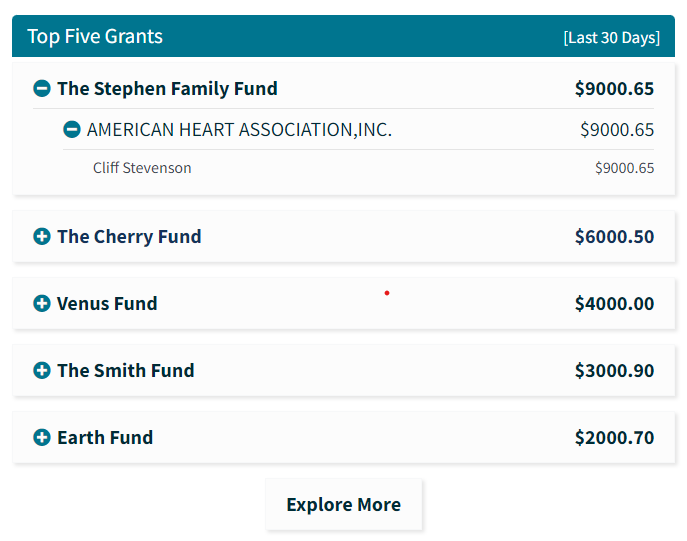 Top Five Grants [Last 30 Days]
The Stephen Family Fund $9000.65
AMERICAN HEART ASSOCIATION,INC. $9000.65
Cliff Stevenson $9000.65
The Cherry Fund $6000.50
Venus Fund $4000.00
The Smith Fund $3000.90
Earth Fund $2000.70
Explore More